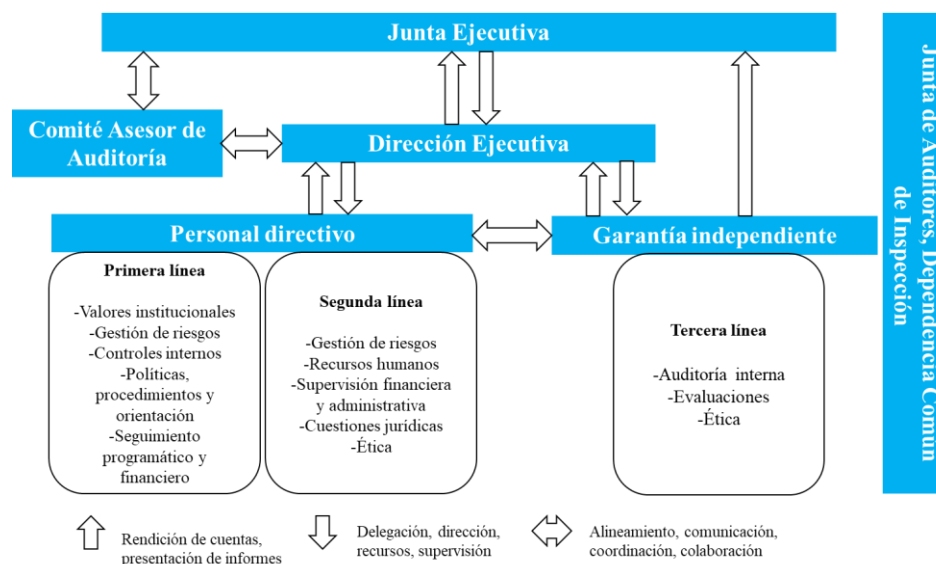 Junta Ejecutiva
Comité Asesor de
Auditoría
Dirección Ejecutiva
Personal directivo
Garantía independiente
Primera línea
-Valores institucionales
-Gestión de riesgos
-Controles internos
-Políticas,
procedimientos y
orientación
-Seguimiento
programático y
financiero
Segunda línea
-Gestión de riesgos
-Recursos humanos
-Supervisión financiera
y administrativa
-Cuestiones jurídicas
-Ética
Tercera línea
-Auditoría interna
-Evaluaciones
-Ética
Junta de Auditores, Dependencia Comun
de Inspección
Rendición de cuentas,
presentación de informes
Delegación, dirección,
recursos, supervisión
Alineamiento, comunicación,
coordinación, colaboración